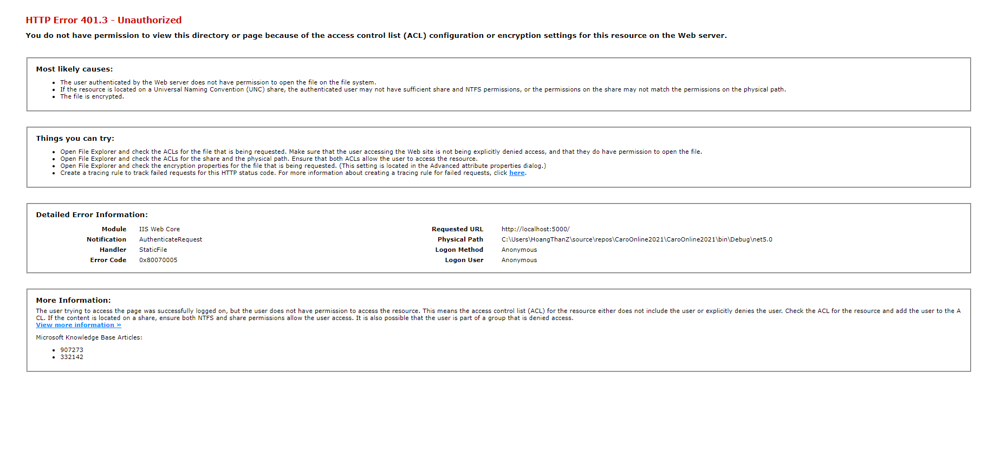 HTTP Error 401.3 - Unauthorized
You do not have permission to view this directory or page because of the access control list (ACL) configuration or encryption settings for this resource on the Web server.
Most likely causes:
• The user authenticated by the Web server does not have permission to open the file on the file system.
• If the resource is located on a Universal Naming Convention (UNC) share, the authenticated user may not have sufficient share and NTFS permissions, or the permissions on the share may not match the permissions on the physical path.
• The file is encrypted.
Things you can try:
• Open File Explorer and check the ACLs for the file that is being requested. Make sure that the user accessing the Web site is not being explicitly denied access, and that they do have permission to open the file.
• Open File Explorer and check the ACLs for the share and the physical path. Ensure that both ACLs allow the user to access the resource.
• Open File Explorer and check the encryption properties for the file that is being requested. (This setting is located in the Advanced attribute properties dialog.)
• Create a tracing rule to track failed requests for this HTTP status code. For more information about creating a tracing rule for failed requests, click here.
Detailed Error Information:
Module IIS Web Core
Notification AuthenticateRequest
Handler StaticFile
Error Code 0x80070005
Requested URL http://localhost:5000/
Physical Path C:\Users\HoangThanZ\source\repos\CaroOnline2021\CaroOnline2021\bin\Debug\net5.0
Logon Method Anonymous
Logon User Anonymous
More Information:
The user trying to access the page was successfully logged on, but the user does not have permission to access the resource. This means the access control list (ACL) for the resource either does not include the user or explicitly denies the user. Check the ACL for the resource and add the user to the A
CL. If the content is located on a share, ensure both NTFS and share permissions allow the user access. It is also possible that the user is part of a group that is denied access.
View more information »
Microsoft Knowledge Base Articles:
• 907273
• 332142